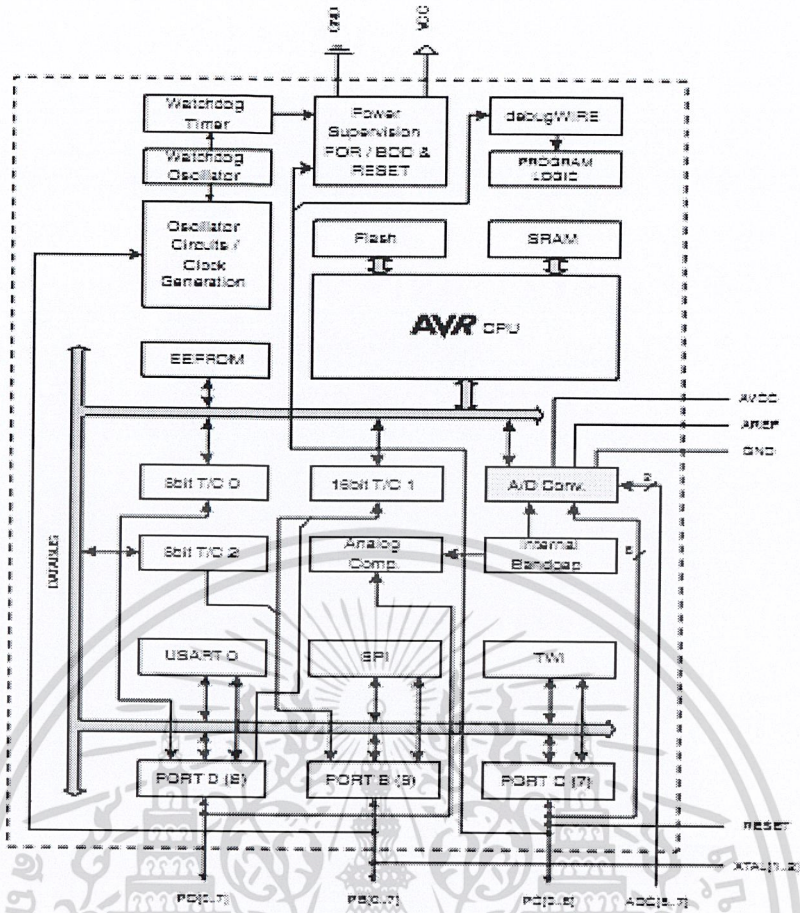 GND
VCC
Watchdog
Timer
Power
Supervision
POR / BOD &
RESET
debugWIRE
Watchdog
Oscillator
PROGRAM
LOGIC
Oscillator
Circuits /
Clock
Generation
Flash
SRAM
AVR CPU
EEPROM
AVCC
AREF
GND
8bit T/C 0
16bit T/C 1
A/D Conv.
2
DATABUS
8bit T/C 2
Analog
Comp.
Internal
Bandgap
6
USART 0
SPI
TWI
PORT D (8)
PORT B (8)
PORT C (7)
RESET
XTAL[1..2]
PD[0..7]
PB[0..7]
PC[0..6]
ADC[6..7]